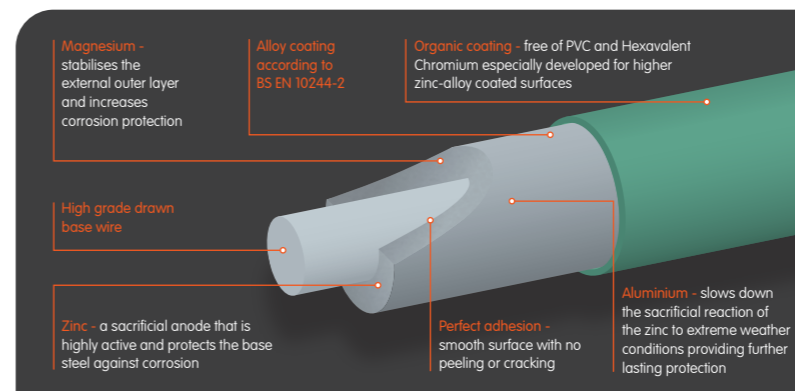 Magnesium -
stabilises the
external outer layer
and increases
corrosion protection
Alloy coating
according to
BS EN 10244-2
Organic coating - free of PVC and Hexavalent
Chromium especially developed for higher
zinc-alloy coated surfaces
High grade drawn
base wire
Zinc - a sacrificial anode that is
highly active and protects the base
steel against corrosion
Perfect adhesion -
smooth surface with no
peeling or cracking
Aluminium - slows down
the sacrificial reaction of
the zinc to extreme weather
conditions providing further
lasting protection